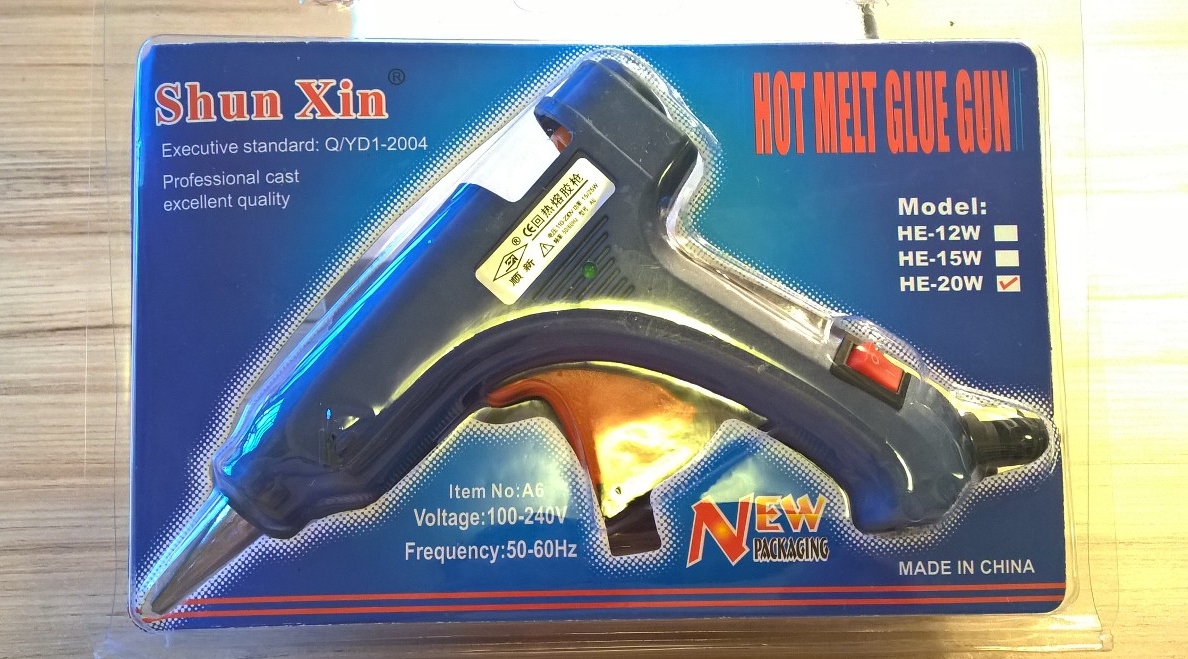 Shun Xin®
Executive standard: Q/YD1-2004
Professional cast
excellent quality
HOT MELT GLUE GUN
Model:
HE-12W
HE-15W
HE-20W
® CE 热熔胶枪
顺新
Item No:A6
Voltage:100-240V
Frequency:50-60Hz
NEW
PACKAGING
MADE IN CHINA